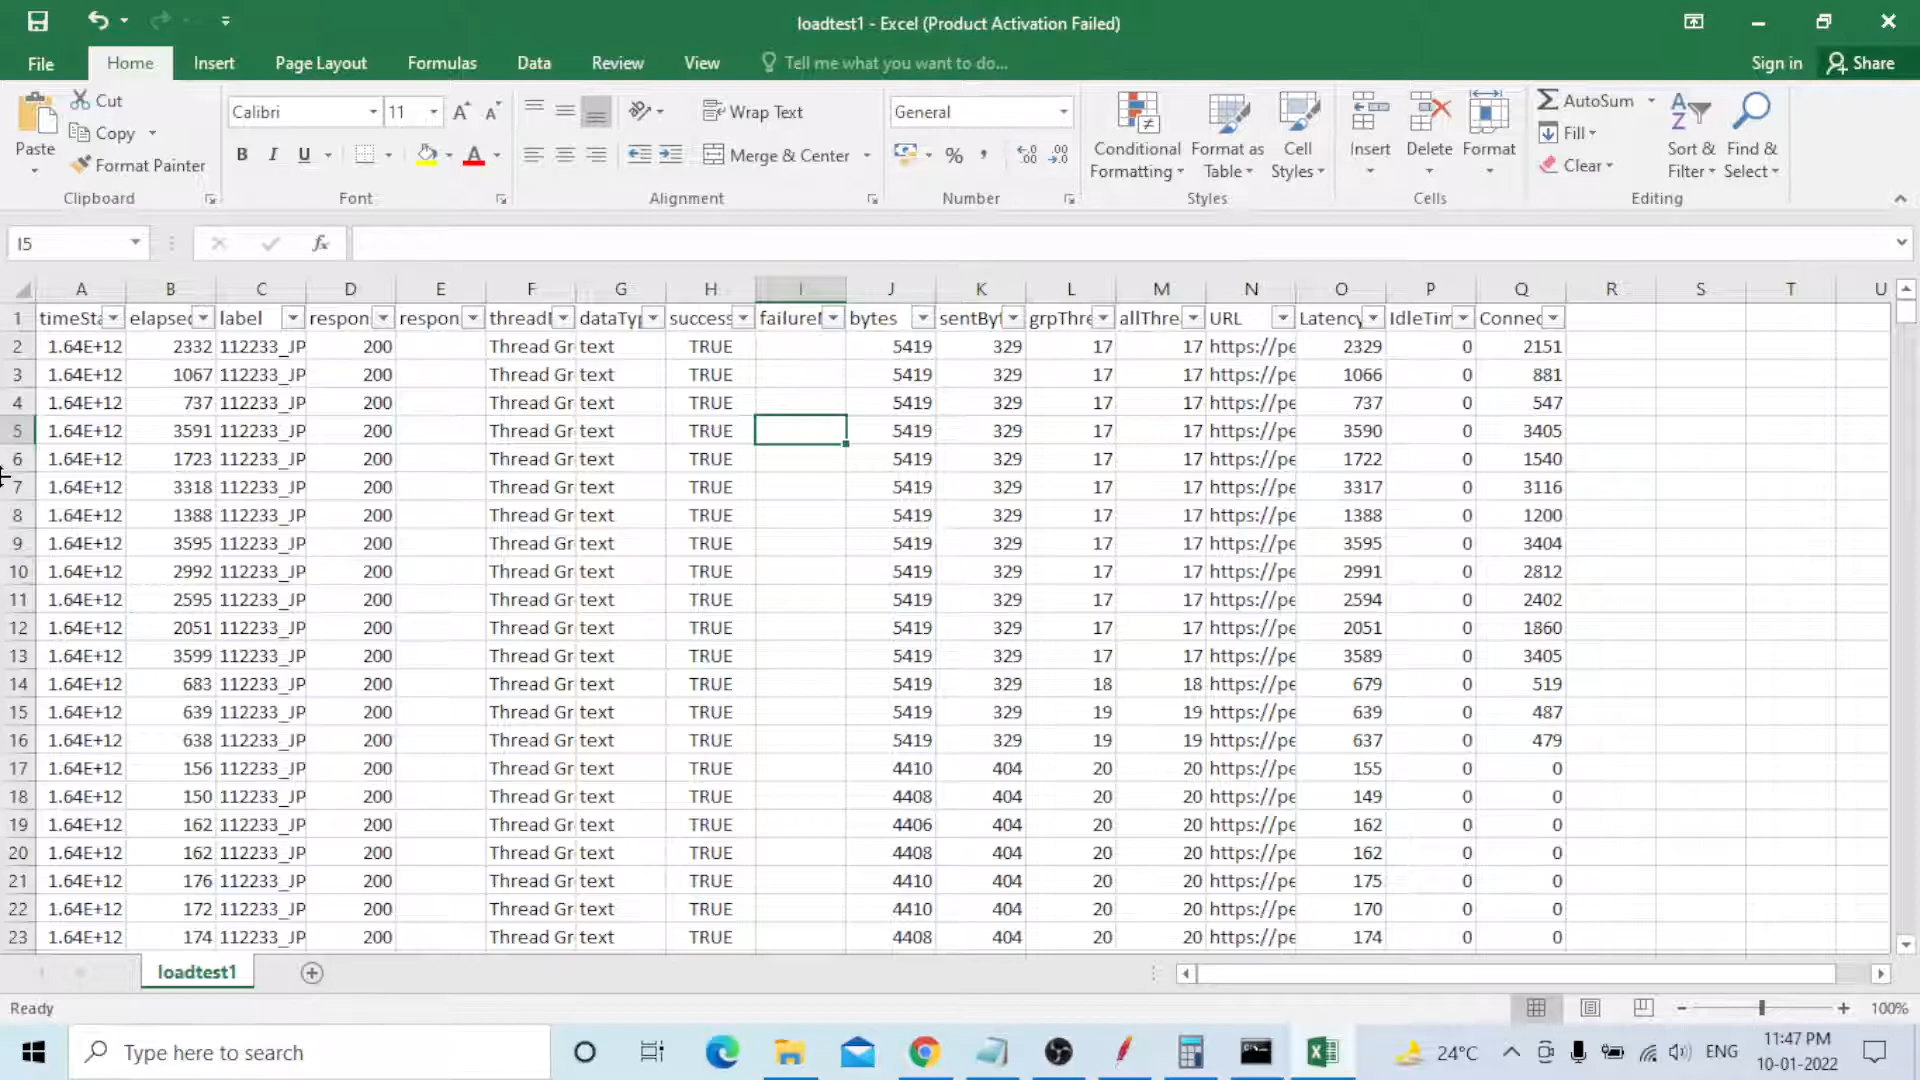 loadtest1 - Excel (Product Activation Failed)
File Home Insert Page Layout Formulas Data Review View Tell me what you want to do... Sign in Share
Paste Cut Copy Format Painter Clipboard
Calibri 11 B I U A Font
Wrap Text Merge & Center Alignment
General % Number
Conditional Formatting Format as Table Cell Styles Styles
Insert Delete Format Cells
AutoSum Fill Clear Sort & Filter Find & Select Editing
I5 fx
A B C D E F G H I J K L M N O P Q R S T U
1 timeSta elapsed label respon respon threadl dataTyp success failureM bytes sentByt grpThre allThre URL Latency IdleTim Connec
2 1.64E+12 2332 112233_JP 200 Thread Gr text TRUE 5419 329 17 17 https://pe 2329 0 2151
3 1.64E+12 1067 112233_JP 200 Thread Gr text TRUE 5419 329 17 17 https://pe 1066 0 881
4 1.64E+12 737 112233_JP 200 Thread Gr text TRUE 5419 329 17 17 https://pe 737 0 547
5 1.64E+12 3591 112233_JP 200 Thread Gr text TRUE 5419 329 17 17 https://pe 3590 0 3405
6 1.64E+12 1723 112233_JP 200 Thread Gr text TRUE 5419 329 17 17 https://pe 1722 0 1540
7 1.64E+12 3318 112233_JP 200 Thread Gr text TRUE 5419 329 17 17 https://pe 3317 0 3116
8 1.64E+12 1388 112233_JP 200 Thread Gr text TRUE 5419 329 17 17 https://pe 1388 0 1200
9 1.64E+12 3595 112233_JP 200 Thread Gr text TRUE 5419 329 17 17 https://pe 3595 0 3404
10 1.64E+12 2992 112233_JP 200 Thread Gr text TRUE 5419 329 17 17 https://pe 2991 0 2812
11 1.64E+12 2595 112233_JP 200 Thread Gr text TRUE 5419 329 17 17 https://pe 2594 0 2402
12 1.64E+12 2051 112233_JP 200 Thread Gr text TRUE 5419 329 17 17 https://pe 2051 0 1860
13 1.64E+12 3599 112233_JP 200 Thread Gr text TRUE 5419 329 17 17 https://pe 3589 0 3405
14 1.64E+12 683 112233_JP 200 Thread Gr text TRUE 5419 329 18 18 https://pe 679 0 519
15 1.64E+12 639 112233_JP 200 Thread Gr text TRUE 5419 329 19 19 https://pe 639 0 487
16 1.64E+12 638 112233_JP 200 Thread Gr text TRUE 5419 329 19 19 https://pe 637 0 479
17 1.64E+12 156 112233_JP 200 Thread Gr text TRUE 4410 404 20 20 https://pe 155 0 0
18 1.64E+12 150 112233_JP 200 Thread Gr text TRUE 4408 404 20 20 https://pe 149 0 0
19 1.64E+12 162 112233_JP 200 Thread Gr text TRUE 4406 404 20 20 https://pe 162 0 0
20 1.64E+12 162 112233_JP 200 Thread Gr text TRUE 4408 404 20 20 https://pe 162 0 0
21 1.64E+12 176 112233_JP 200 Thread Gr text TRUE 4410 404 20 20 https://pe 175 0 0
22 1.64E+12 172 112233_JP 200 Thread Gr text TRUE 4410 404 20 20 https://pe 170 0 0
23 1.64E+12 174 112233_JP 200 Thread Gr text TRUE 4408 404 20 20 https://pe 174 0 0
loadtest1
Ready 100%
Type here to search 24°C ENG 11:47 PM
10-01-2022